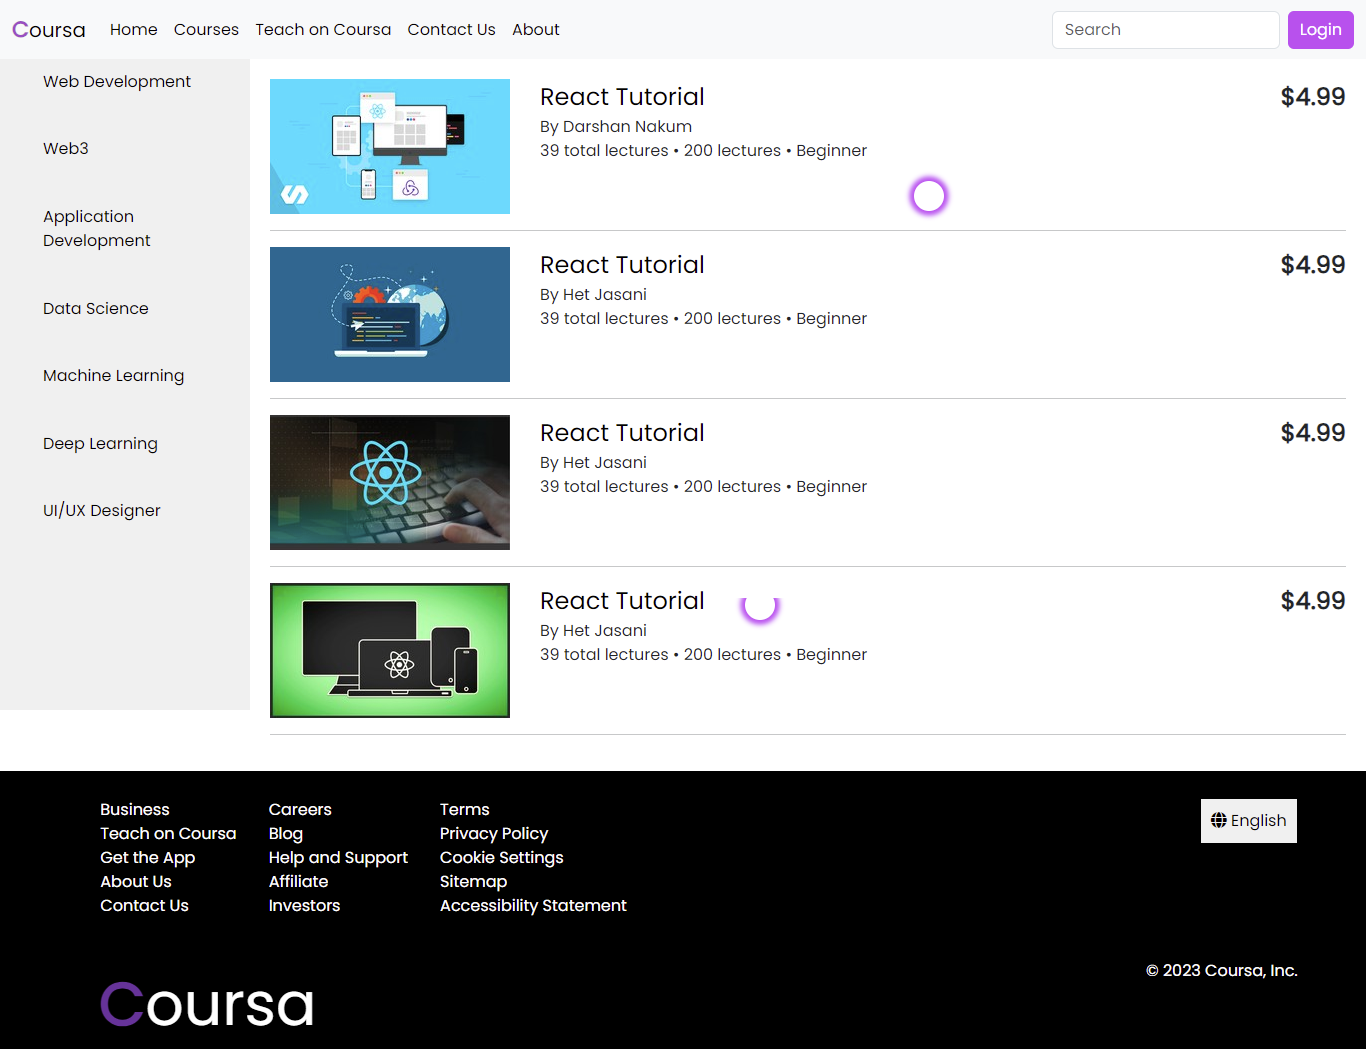 Coursa
Home
Courses
Teach on Coursa
Contact Us
About
Search
Login
Web Development
Web3
Application
Development
Data Science
Machine Learning
Deep Learning
UI/UX Designer
React Tutorial
$4.99
By Darshan Nakum
39 total lectures • 200 lectures • Beginner
React Tutorial
$4.99
By Het Jasani
39 total lectures • 200 lectures • Beginner
React Tutorial
$4.99
By Het Jasani
39 total lectures • 200 lectures • Beginner
React Tutorial
$4.99
By Het Jasani
39 total lectures • 200 lectures • Beginner
Business
Teach on Coursa
Get the App
About Us
Contact Us
Careers
Blog
Help and Support
Affiliate
Investors
Terms
Privacy Policy
Cookie Settings
Sitemap
Accessibility Statement
English
© 2023 Coursa, Inc.
Coursa